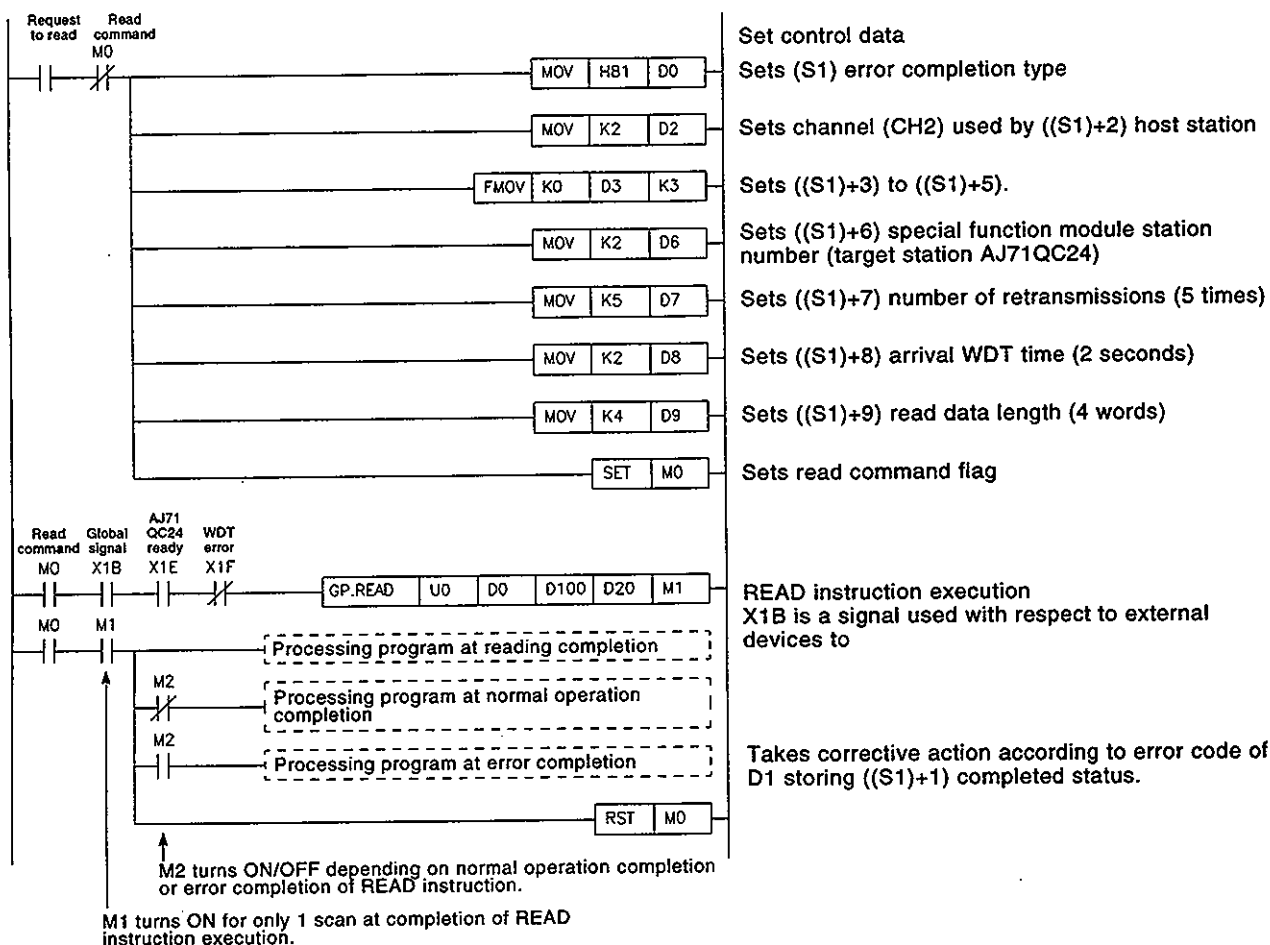 Request
to read
Read
command
M0
Set control data
MOV H81 D0
Sets (S1) error completion type
MOV K2 D2
Sets channel (CH2) used by ((S1)+2) host station
FMOV K0 D3 K3
Sets ((S1)+3) to ((S1)+5).
MOV K2 D6
Sets ((S1)+6) special function module station
number (target station AJ71QC24)
MOV K5 D7
Sets ((S1)+7) number of retransmissions (5 times)
MOV K2 D8
Sets ((S1)+8) arrival WDT time (2 seconds)
MOV K4 D9
Sets ((S1)+9) read data length (4 words)
SET M0
Sets read command flag
Read
command
M0
Global
signal
X1B
AJ71
QC24
ready
X1E
WDT
error
X1F
GP.READ U0 D0 D100 D20 M1
READ instruction execution
X1B is a signal used with respect to external
devices to
M0 M1
Processing program at reading completion
M2
Processing program at normal operation
completion
M2
Processing program at error completion
Takes corrective action according to error code of
D1 storing ((S1)+1) completed status.
RST M0
M2 turns ON/OFF depending on normal operation completion
or error completion of READ instruction.
M1 turns ON for only 1 scan at completion of READ
instruction execution.